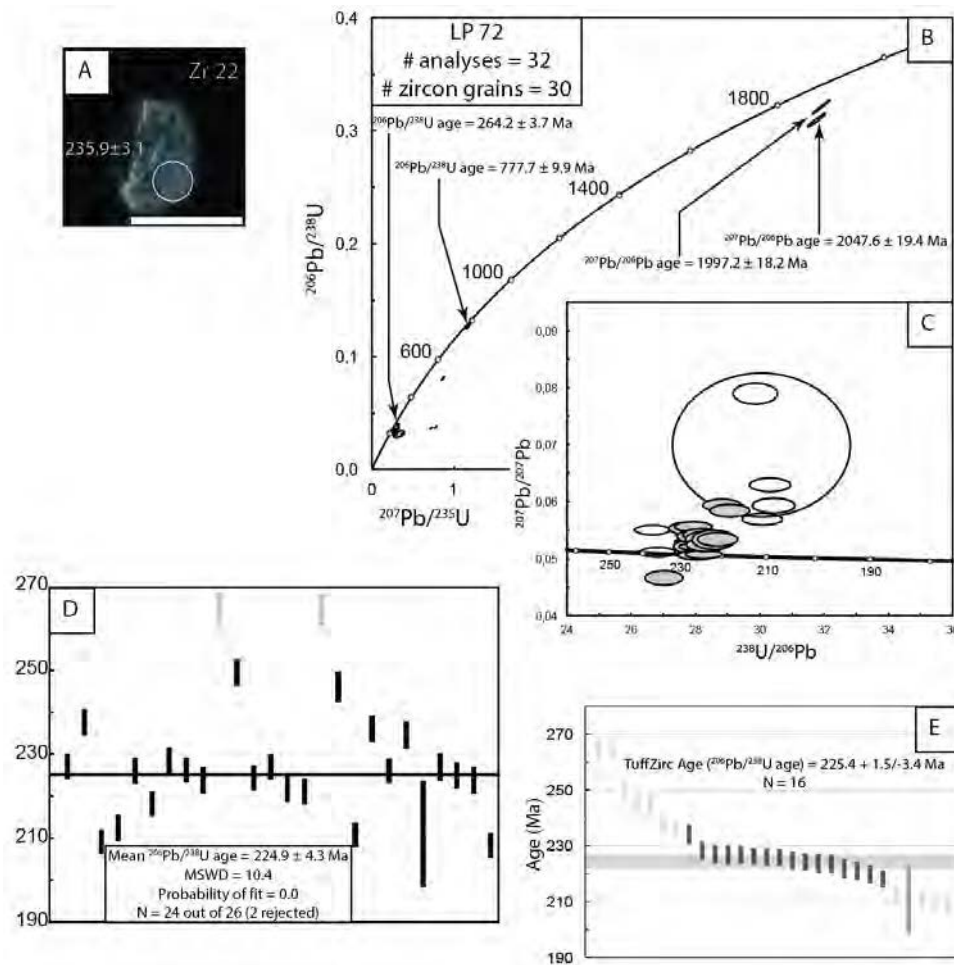 A
Zr 22
235.9±3.1
B
LP 72
# analyses = 32
# zircon grains = 30
²⁰⁶Pb/²³⁸U age = 264.2 ± 3.7 Ma
²⁰⁶Pb/²³⁸U age = 777.7 ± 9.9 Ma
²⁰⁷Pb/²⁰⁶Pb age = 2047.6 ± 19.4 Ma
²⁰⁷Pb/²⁰⁶Pb age = 1997.2 ± 18.2 Ma
600
1000
1400
1800
0.4
0.3
0.2
0.1
0.0
0
1
²⁰⁶Pb/²³⁸U
²⁰⁷Pb/²³⁵U
C
0,09
0,08
0,07
0,06
0,05
0,04
²⁰⁷Pb/²⁰⁷Pb
250
230
210
190
24
26
28
30
32
34
36
²³⁸U/²⁰⁶Pb
D
270
250
230
210
190
Mean ²⁰⁶Pb/²³⁸U age = 224.9 ± 4.3 Ma
MSWD = 10.4
Probability of fit = 0.0
N = 24 out of 26 (2 rejected)
E
TuffZirc Age (²⁰⁶Pb/²³⁸U age) = 225.4 + 1.5/-3.4 Ma
N = 16
Age (Ma)
270
250
230
210
190